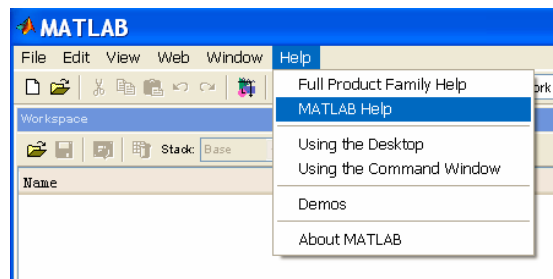 MATLAB
File Edit View Web Window Help
Full Product Family Help
MATLAB Help
Using the Desktop
Using the Command Window
Demos
About MATLAB
ork
Workspace
Stack: Base
Name